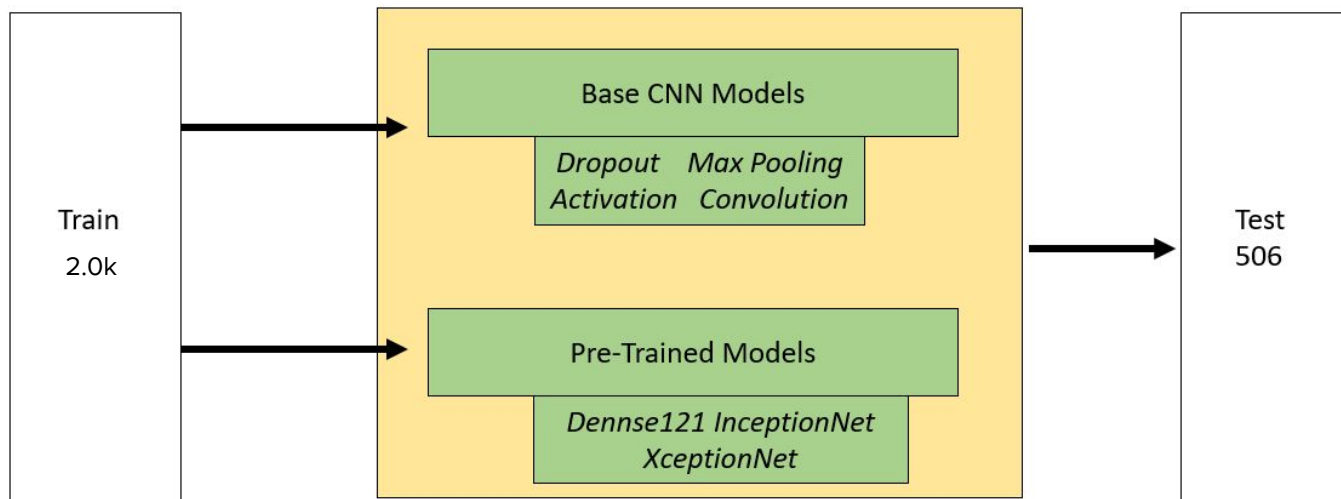 Train
2.0k
Base CNN Models
Dropout Max Pooling
Activation Convolution
Pre-Trained Models
Dennse121 InceptionNet
XceptionNet
Test
506